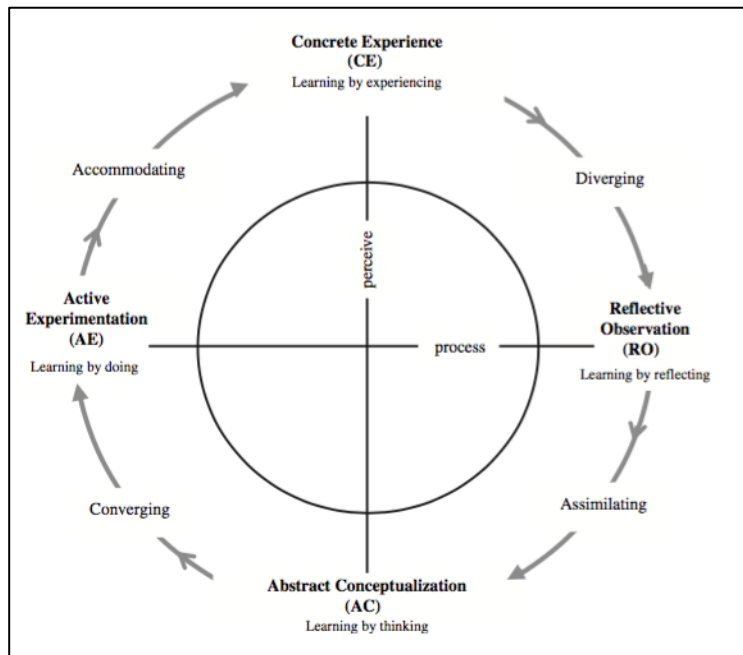 Concrete Experience
(CE)
Learning by experiencing
Accommodating
Diverging
perceive
Active
Experimentation
(AE)
Learning by doing
process
Reflective
Observation
(RO)
Learning by reflecting
Converging
Assimilating
Abstract Conceptualization
(AC)
Learning by thinking